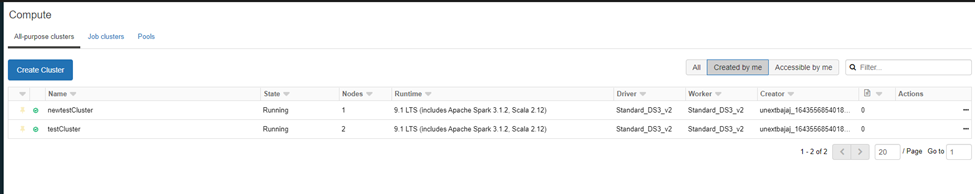 Compute
All-purpose clusters Job clusters Pools
Create Cluster All Created by me Accessible by me Filter...
Name State Nodes Runtime Driver Worker Creator Actions
newtestCluster Running 1 9.1 LTS (includes Apache Spark 3.1.2, Scala 2.12) Standard_DS3_v2 Standard_DS3_v2 unextbajaj_1643556854018... 0
testCluster Running 2 9.1 LTS (includes Apache Spark 3.1.2, Scala 2.12) Standard_DS3_v2 Standard_DS3_v2 unextbajaj_1643556854018... 0
1 - 2 of 2 < > 20 / Page Go to 1